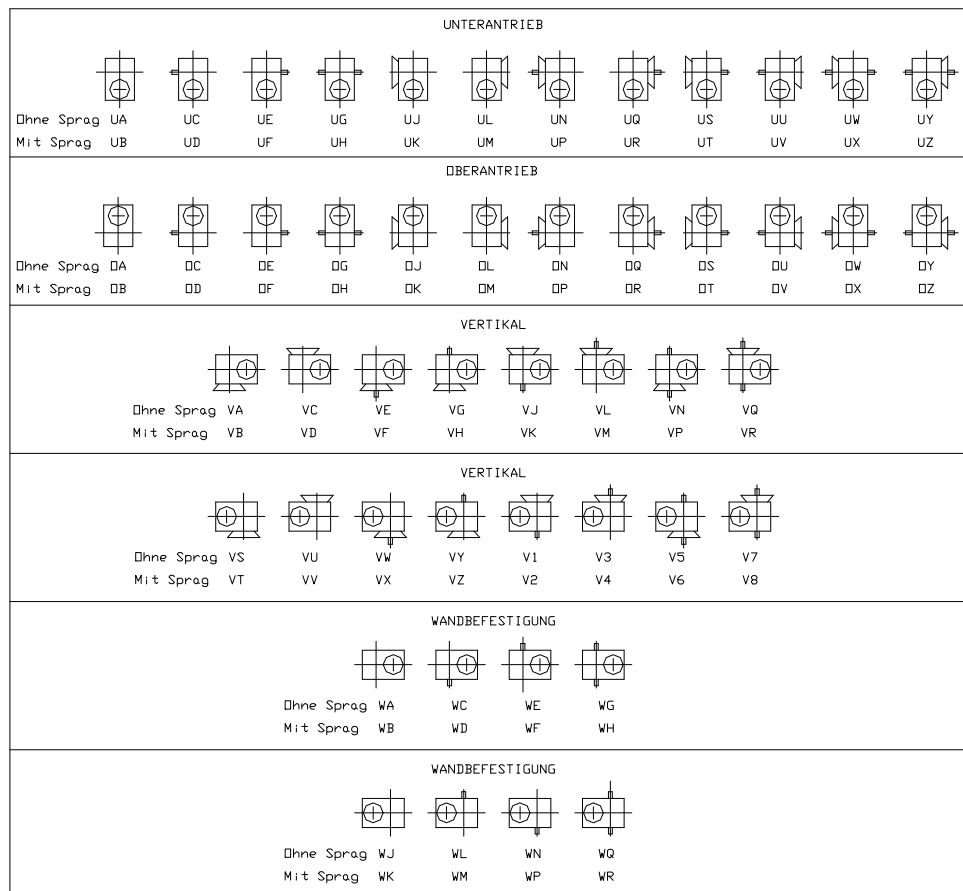 UNTERANTRIEB
Ohne Sprag UA UC UE UG UJ UL UN UQ US UU UW UY
Mit Sprag UB UD UF UH UK UM UP UR UT UV UX UZ
OBERANTRIEB
Ohne Sprag OA OC OE OG OJ OL ON OQ OS OU OW OY
Mit Sprag OB OD OF OH OK OM OP OR OT OV OX OZ
VERTIKAL
Ohne Sprag VA VC VE VG VJ VL VN VQ
Mit Sprag VB VD VF VH VK VM VP VR
VERTIKAL
Ohne Sprag VS VU VW VY V1 V3 V5 V7
Mit Sprag VT VV VX VZ V2 V4 V6 V8
WANDBEFESTIGUNG
Ohne Sprag WA WC WE WG
Mit Sprag WB WD WF WH
WANDBEFESTIGUNG
Ohne Sprag WJ WL WN WQ
Mit Sprag WK WM WP WR